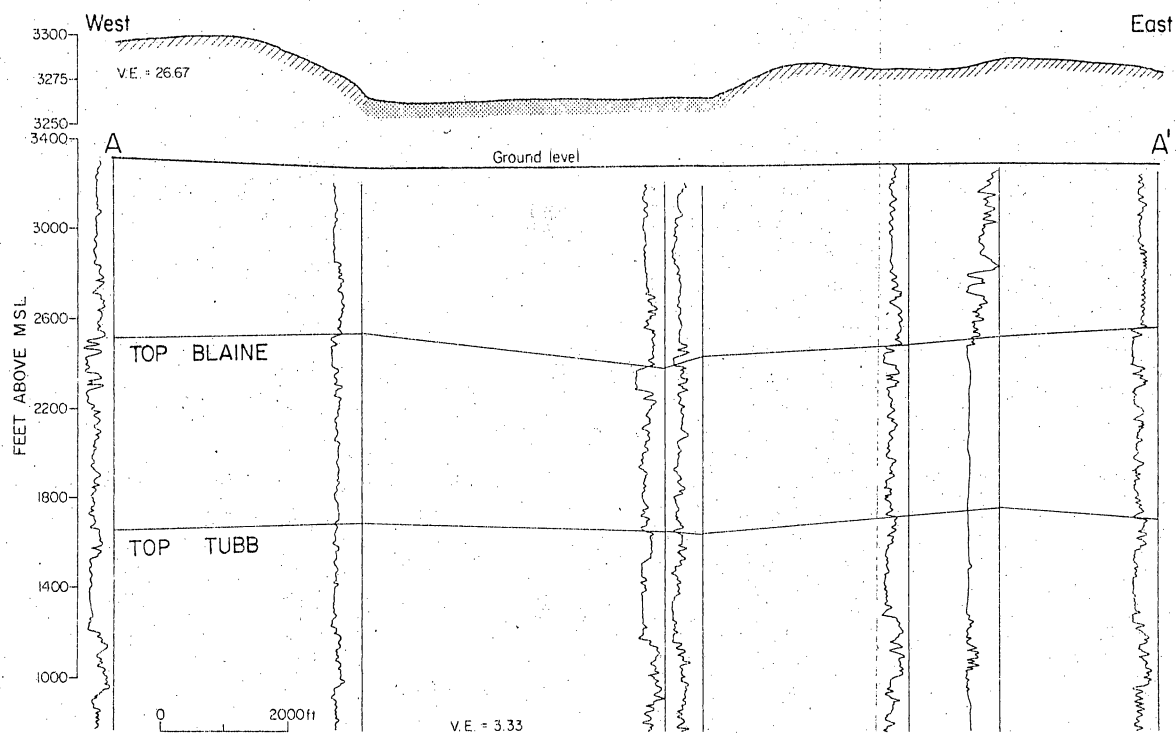 West
East
3300
V.E. = 26.67
3275
3250
3400
A
A'
Ground level
3000
FEET ABOVE M.S.L.
2600
TOP BLAINE
2200
1800
TOP TUBB
1400
1000
0
2000ft
V.E. = 3.33